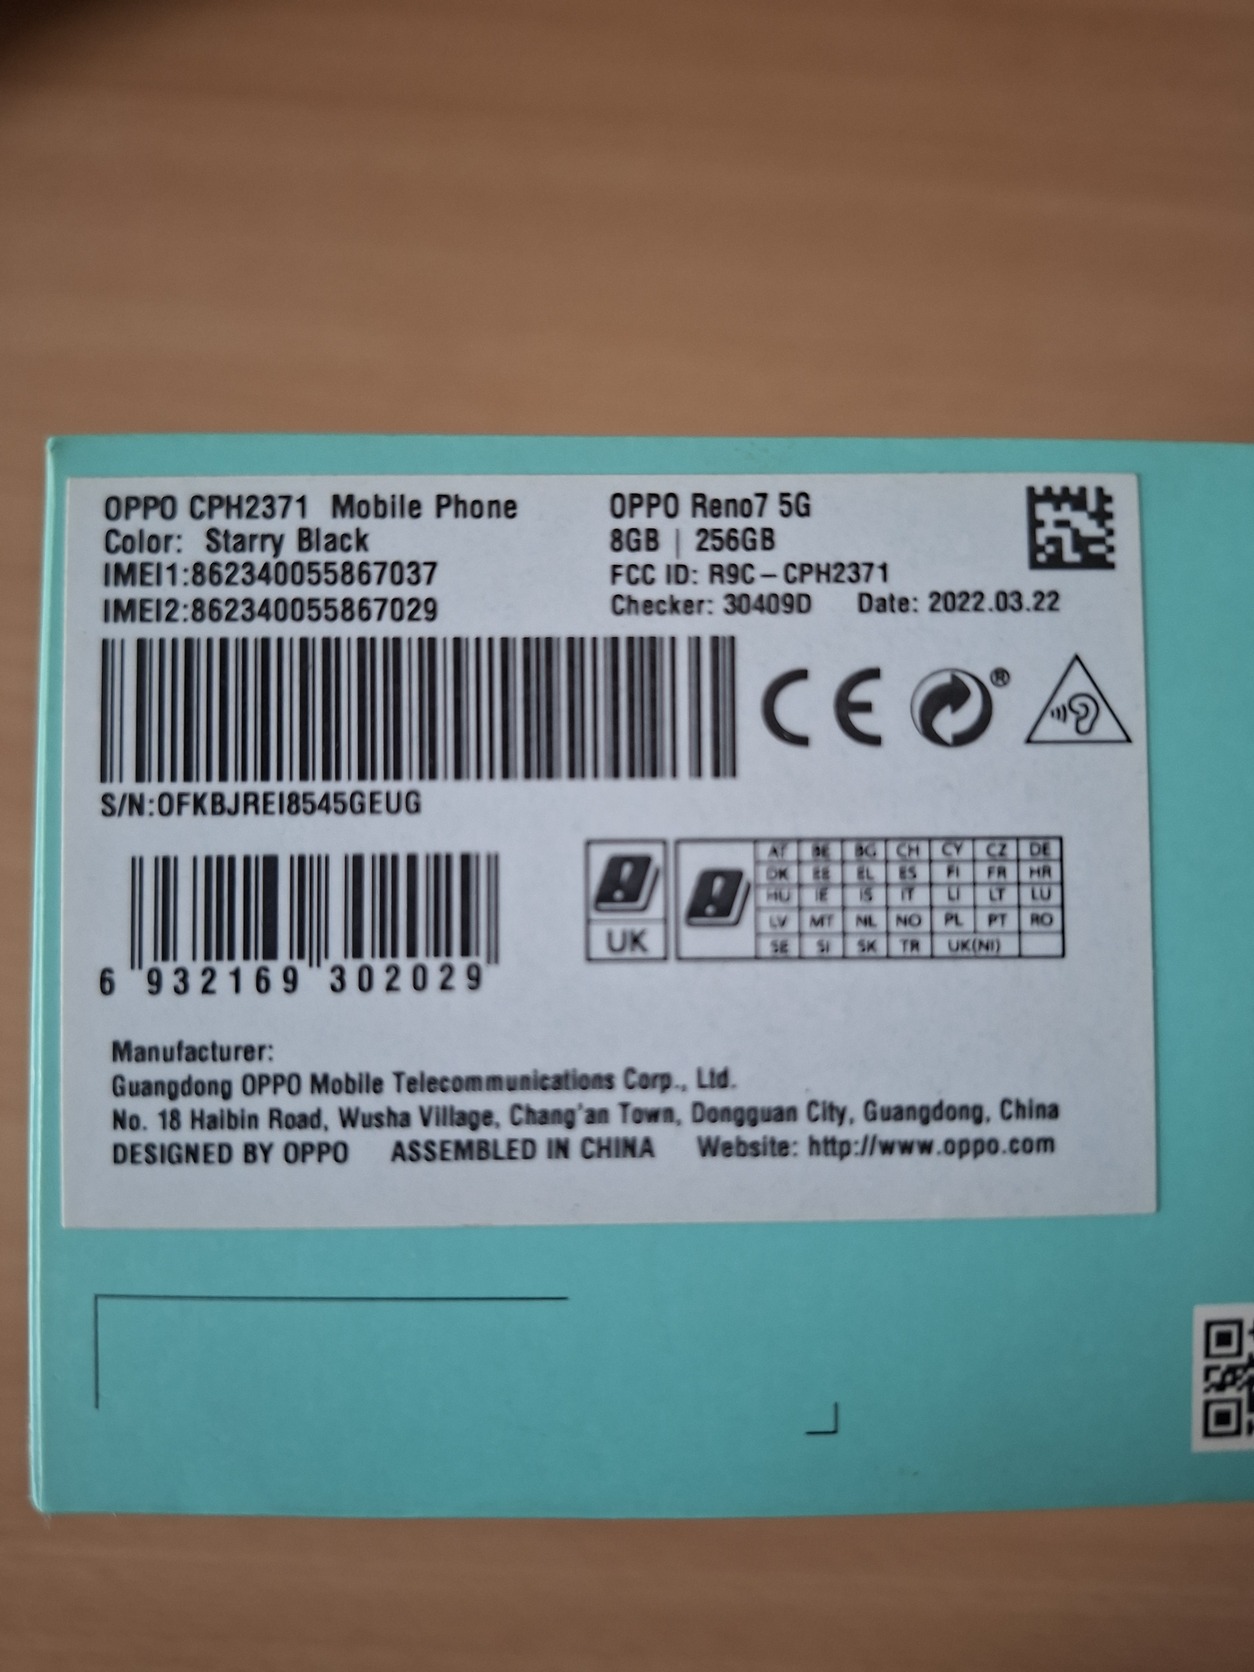 OPPO CPH2371 Mobile Phone
Color: Starry Black
IMEI1:862340055867037
IMEI2:862340055867029
OPPO Reno7 5G
8GB | 256GB
FCC ID: R9C–CPH2371
Checker: 30409D Date: 2022.03.22
CE
®
S/N:OFKBJREI8545GEUG
6 932169 302029
UK
AT BE BG CH CY CZ DE
DK EE EL ES FI FR HR
HU IE IS IT LI LT LU
LV MT NL NO PL PT RO
SE SI SK TR UK(NI)
Manufacturer:
Guangdong OPPO Mobile Telecommunications Corp., Ltd.
No. 18 Haibin Road, Wusha Village, Chang'an Town, Dongguan City, Guangdong, China
DESIGNED BY OPPO ASSEMBLED IN CHINA Website: http://www.oppo.com